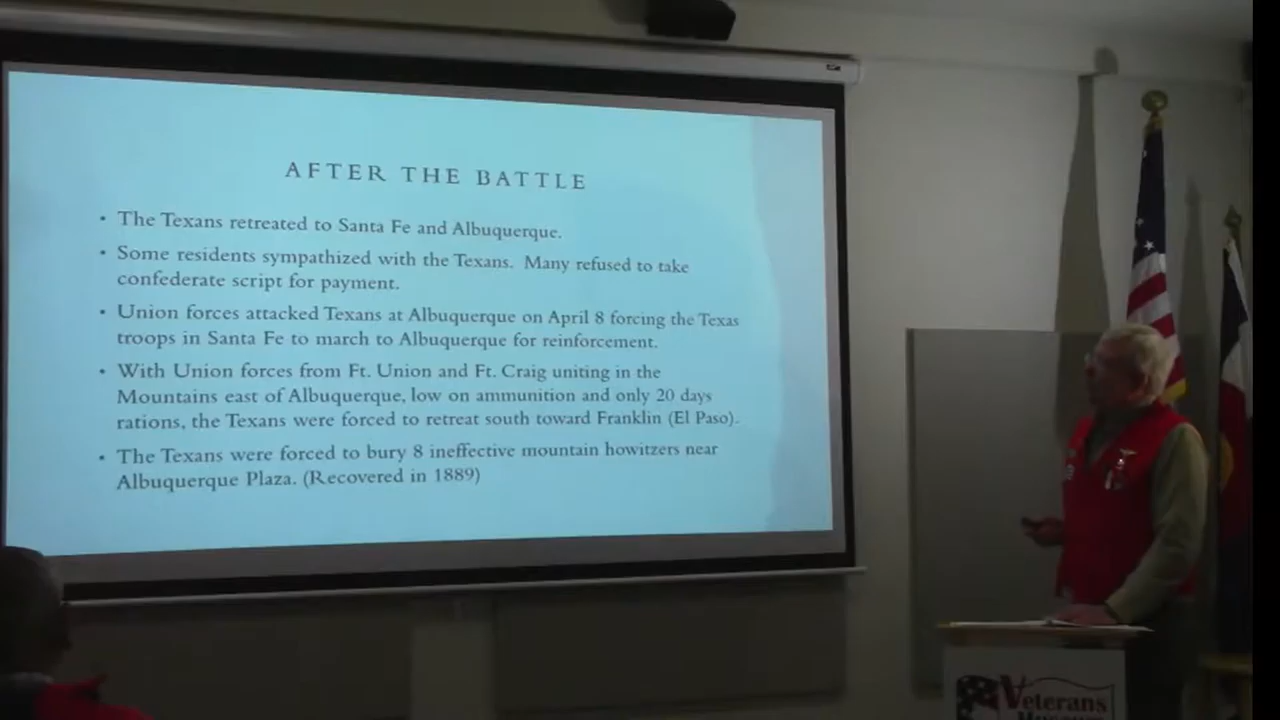 AFTER THE BATTLE
• The Texans retreated to Santa Fe and Albuquerque.
• Some residents sympathized with the Texans. Many refused to take
confederate script for payment.
• Union forces attacked Texans at Albuquerque on April 8 forcing the Texas
troops in Santa Fe to march to Albuquerque for reinforcement.
• With Union forces from Ft. Union and Ft. Craig uniting in the
Mountains east of Albuquerque, low on ammunition and only 20 days
rations, the Texans were forced to retreat south toward Franklin (El Paso).
• The Texans were forced to bury 8 ineffective mountain howitzers near
Albuquerque Plaza. (Recovered in 1889)
Veterans